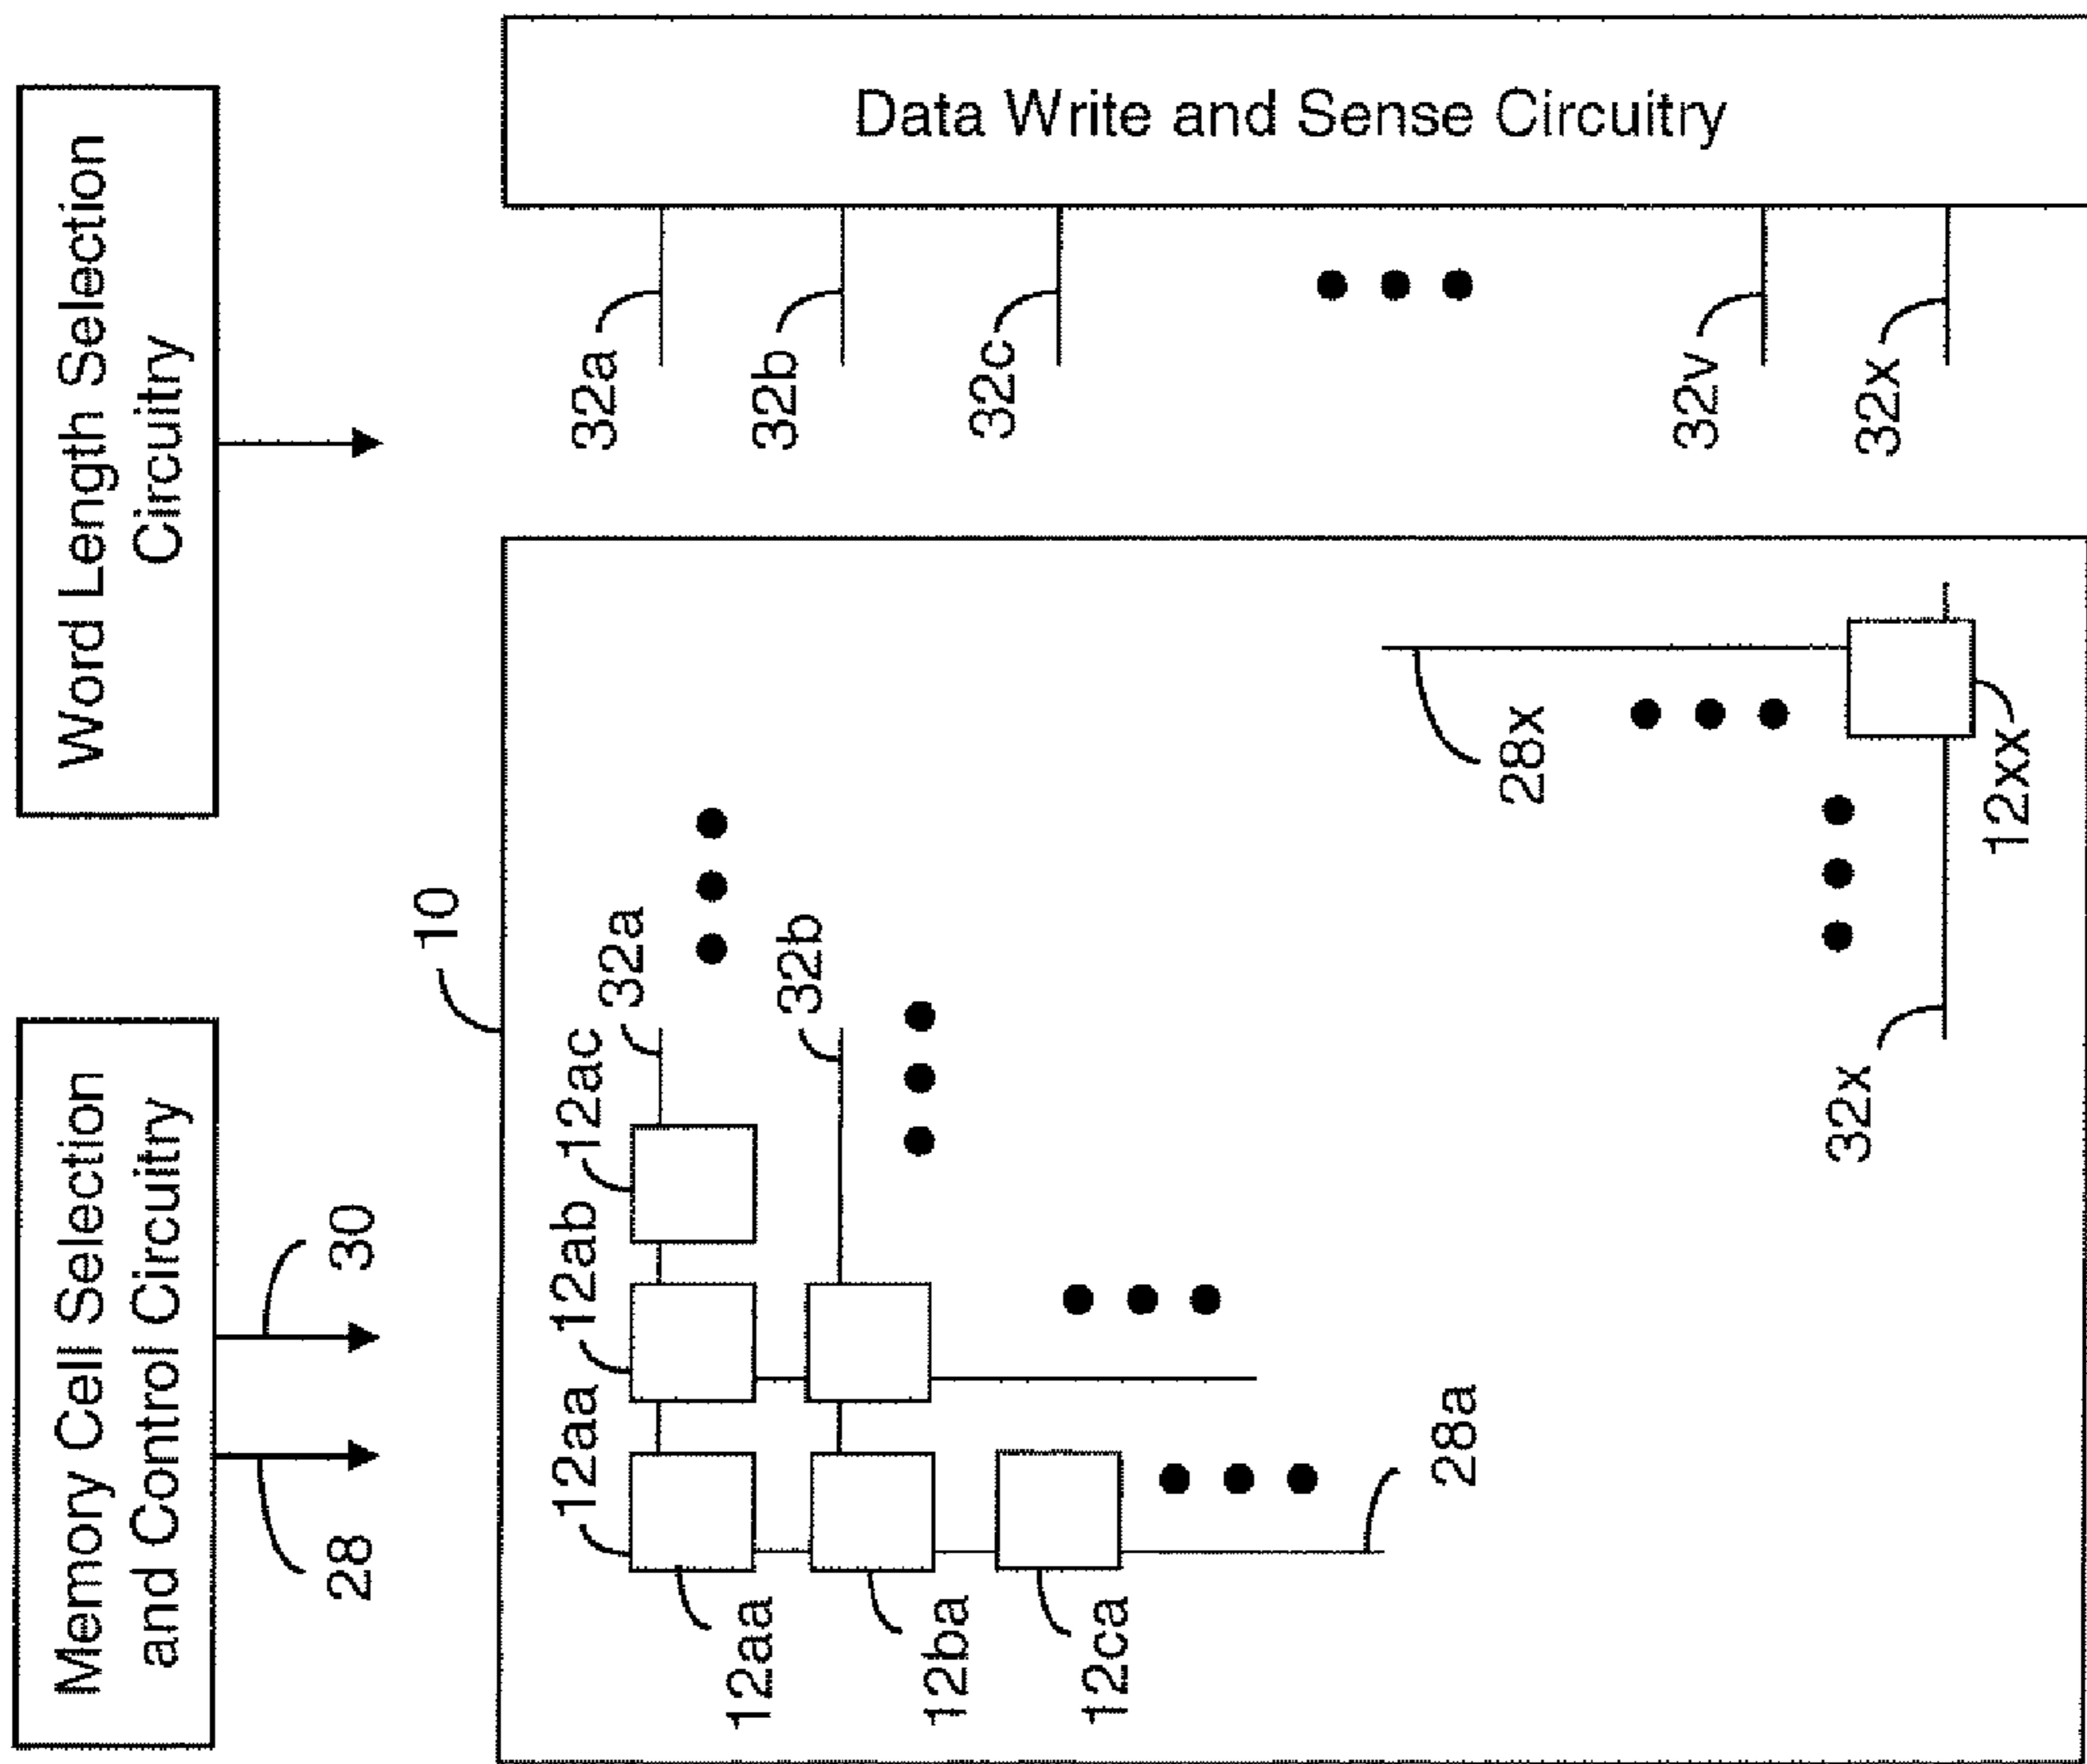 Memory Cell Selection
and Control Circuitry
Word Length Selection
Circuitry
28
30
10
12aa
12ab
12ac
32a
32b
12aa
12ba
12ca
28a
28x
32x
12xx
32a
32b
32c
32v
32x
Data Write and Sense Circuitry